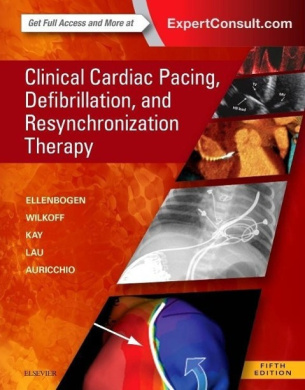 Get Full Access and More at
ExpertConsult.com
Clinical Cardiac Pacing,
Defibrillation, and
Resynchronization
Therapy
ELLENBOGEN
WILKOFF
KAY
LAU
AURICCHIO
ELSEVIER
FIFTH
EDITION